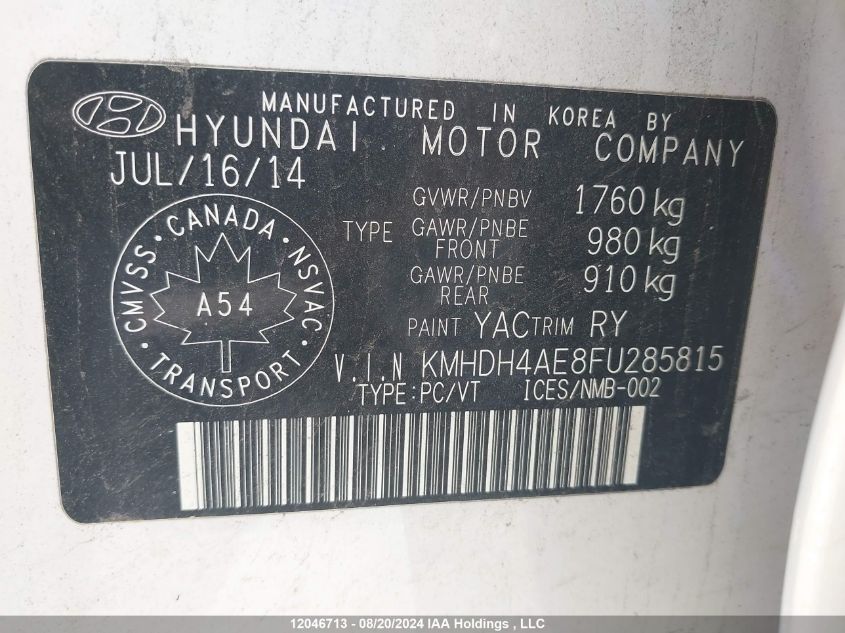 MANUFACTURED IN KOREA BY
HYUNDAI MOTOR COMPANY
JUL/16/14
GVWR/PNBV 1760 kg
TYPE GAWR/PNBE FRONT 980 kg
GAWR/PNBE REAR 910 kg
PAINT YAC TRIM RY
CANADA · NSVAC · TRANSPORT · CMVSS ·
A54
V.I.N KMHDH4AE8FU285815
TYPE:PC/VT ICES/NMB-002
12046713 - 08/20/2024 IAA Holdings , LLC